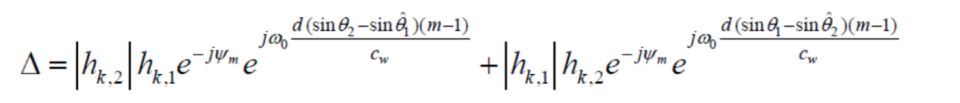 Δ = |h_{k,2}| h_{k,1} e^{-jψ_m} e^{jω_0 \frac{d(sin θ_2 - sin \hat{θ}_1)(m-1)}{c_w}} + |h_{k,1}| h_{k,2} e^{-jψ_m} e^{jω_0 \frac{d(sin θ_1 - sin \hat{θ}_2)(m-1)}{c_w}}